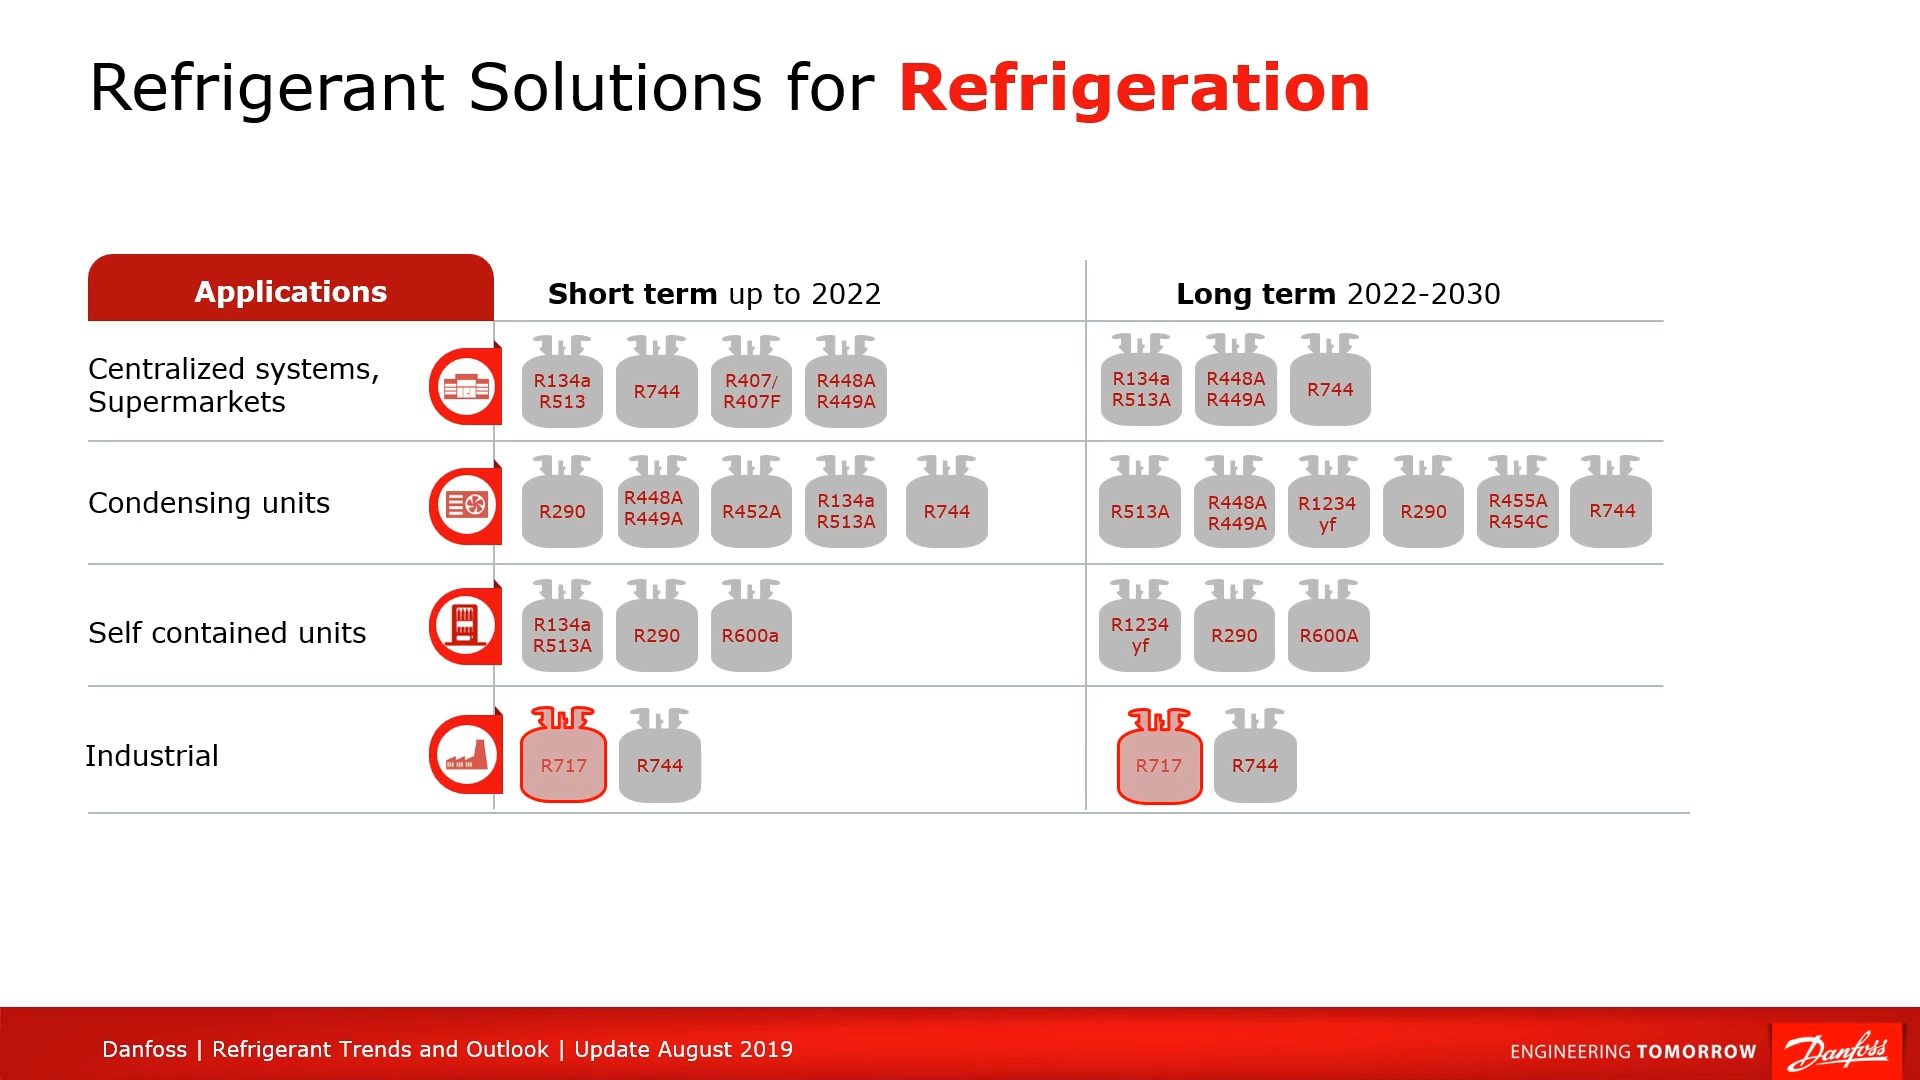 Refrigerant Solutions for Refrigeration
Applications
Short term up to 2022
Long term 2022-2030
Centralized systems,
Supermarkets
R134a
R513
R744
R407/
R407F
R448A
R449A
R134a
R513A
R448A
R449A
R744
Condensing units
R290
R448A
R449A
R452A
R134a
R513A
R744
R513A
R448A
R449A
R1234
yf
R290
R455A
R454C
R744
Self contained units
R134a
R513A
R290
R600a
R1234
yf
R290
R600A
Industrial
R717
R744
R717
R744
Danfoss | Refrigerant Trends and Outlook | Update August 2019
ENGINEERING TOMORROW
Danfoss